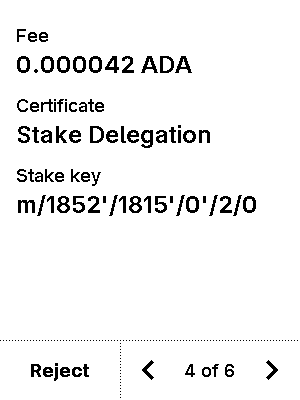 Fee
0.000042 ADA
Certificate
Stake Delegation
Stake key
m/1852'/1815'/0'/2/0
Reject
4 of 6